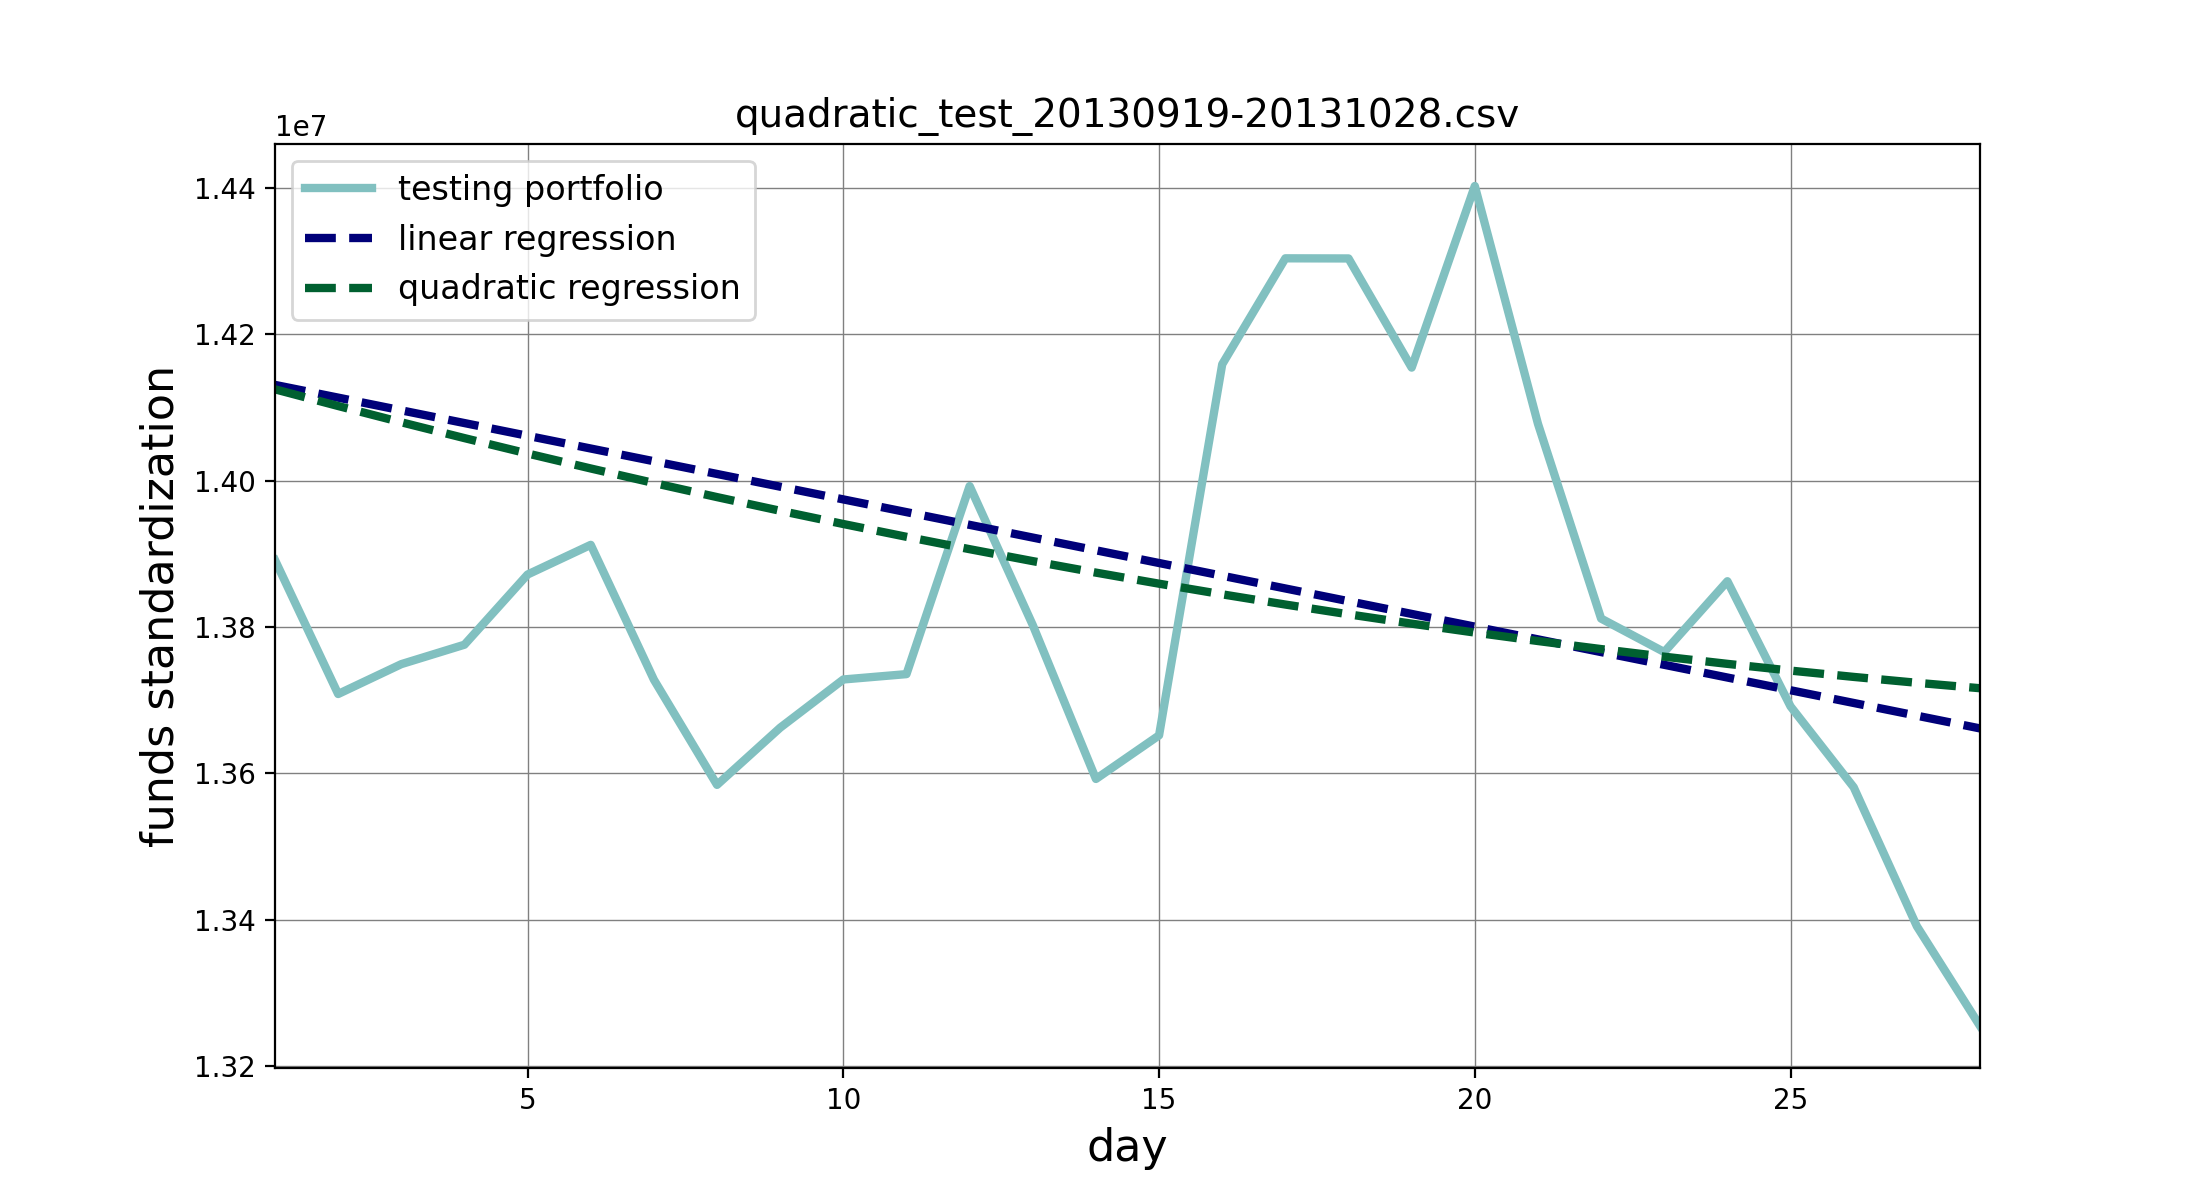 quadratic_test_20130919-20131028.csv
1e7
testing portfolio
linear regression
quadratic regression
1.44
1.42
1.40
1.38
1.36
1.34
1.32
funds standardization
5 10 15 20 25
day